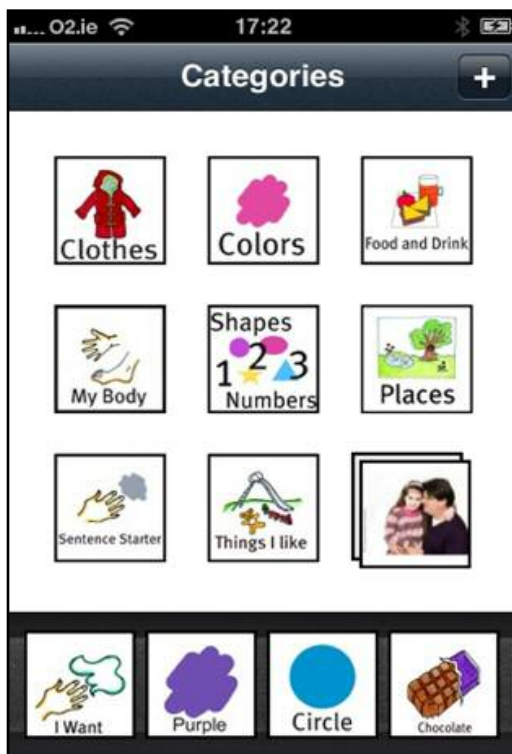 O2.ie 17:22
Categories +
Clothes
Colors
Food and Drink
My Body
Shapes
1 2 3
Numbers
Places
Sentence Starter
Things I like
I Want
Purple
Circle
Chocolate